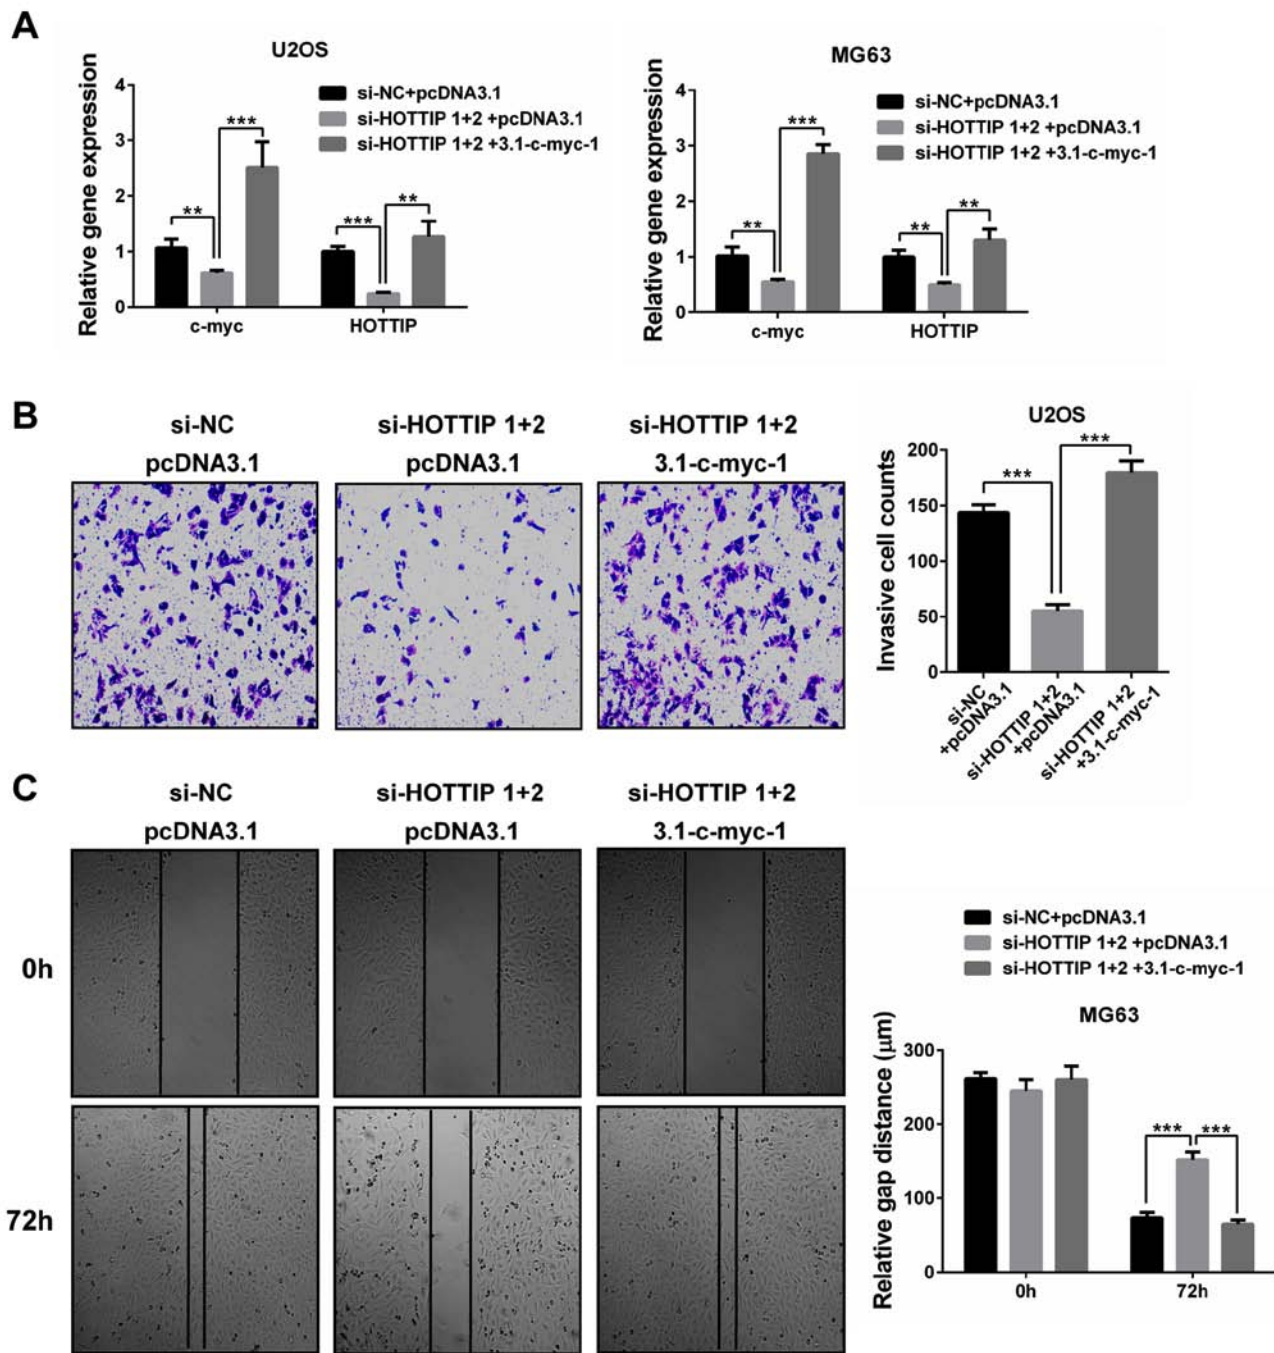 A
U2OS
si-NC+pcDNA3.1
si-HOTTIP 1+2 +pcDNA3.1
si-HOTTIP 1+2 +3.1-c-myc-1
Relative gene expression
4
3
2
1
0
**
***
***
**
c-myc
HOTTIP
MG63
si-NC+pcDNA3.1
si-HOTTIP 1+2 +pcDNA3.1
si-HOTTIP 1+2 +3.1-c-myc-1
Relative gene expression
4
3
2
1
0
**
***
**
**
c-myc
HOTTIP
B
si-NC
pcDNA3.1
si-HOTTIP 1+2
pcDNA3.1
si-HOTTIP 1+2
3.1-c-myc-1
U2OS
Invasive cell counts
200
150
100
50
0
***
***
si-NC
+pcDNA3.1
si-HOTTIP 1+2
+pcDNA3.1
si-HOTTIP 1+2
+3.1-c-myc-1
C
si-NC
pcDNA3.1
si-HOTTIP 1+2
pcDNA3.1
si-HOTTIP 1+2
3.1-c-myc-1
0h
72h
si-NC+pcDNA3.1
si-HOTTIP 1+2 +pcDNA3.1
si-HOTTIP 1+2 +3.1-c-myc-1
MG63
Relative gap distance (μm)
300
200
100
0
***
***
0h
72h